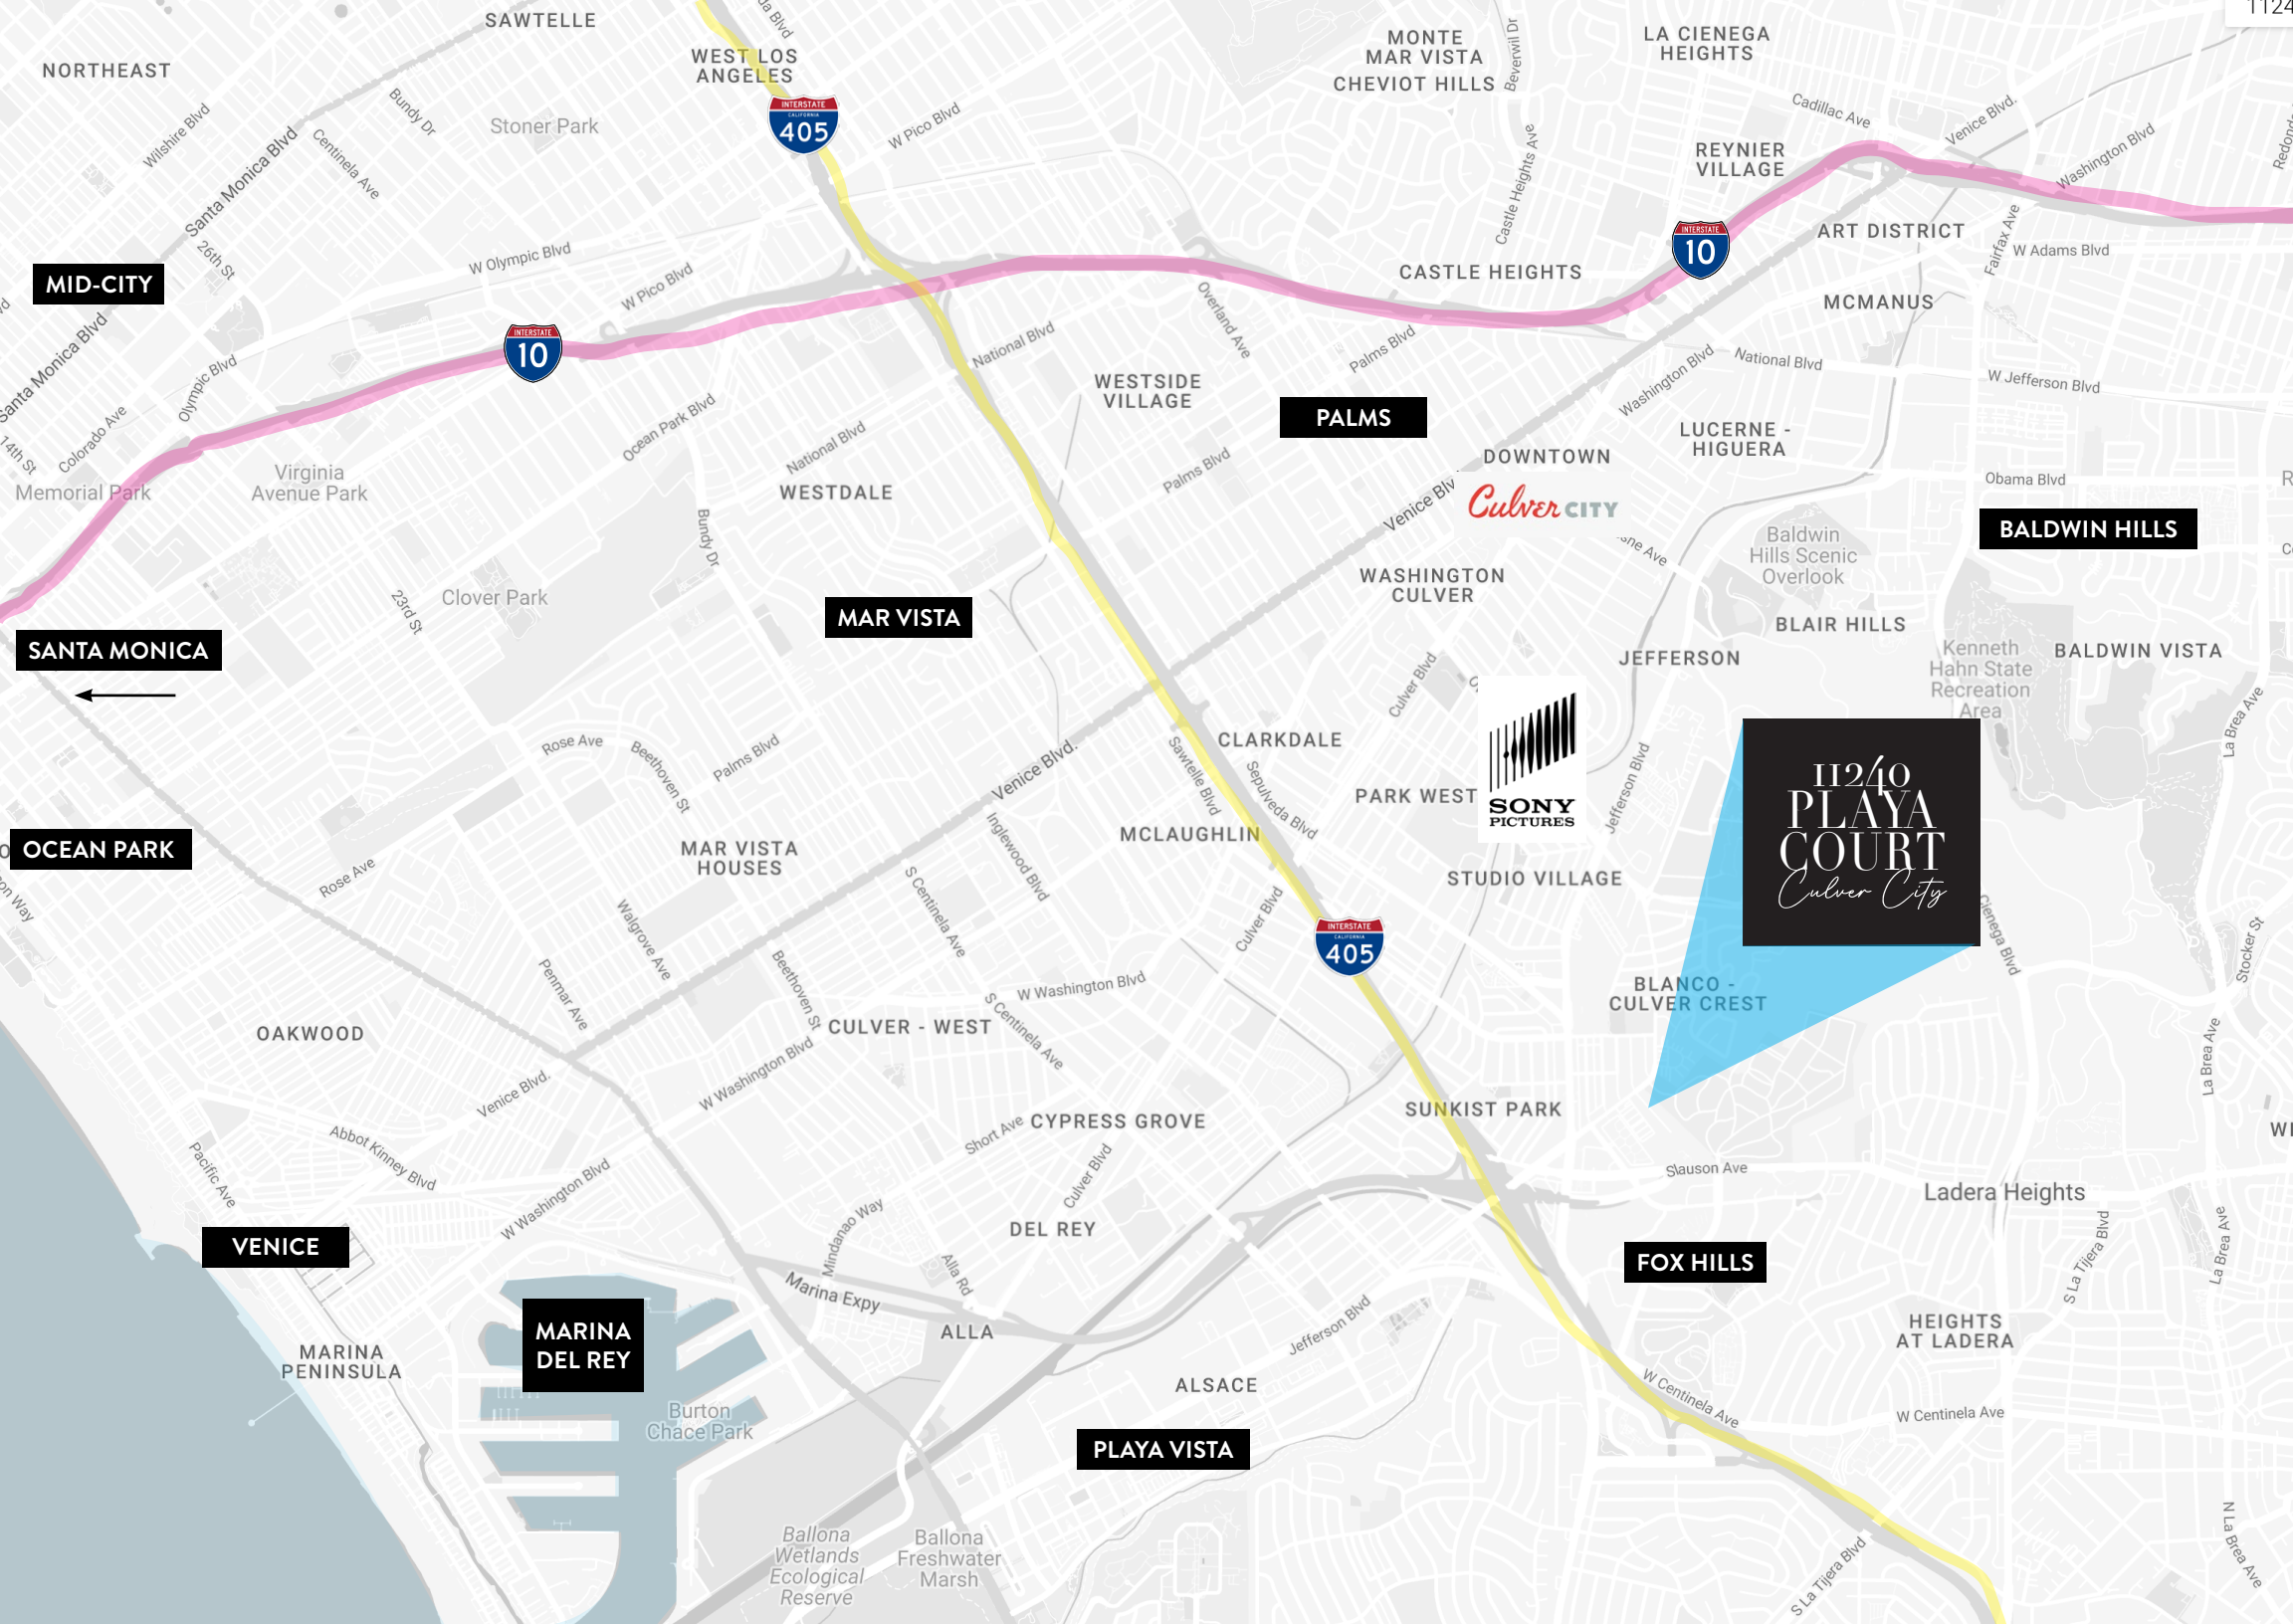 1124
SAWTELLE
NORTHEAST
WEST LOS
ANGELES
MONTE
MAR VISTA
CHEVIOT HILLS
Beverwil Dr
LA CIENEGA
HEIGHTS
Wilshire Blvd
Bundy Dr
Centinela Ave
Stoner Park
INTERSTATE
CALIFORNIA
405
W Pico Blvd
Cadillac Ave
Venice Blvd.
Washington Blvd
REYNIER
VILLAGE
Castle Heights Ave
Santa Monica Blvd
26th St
W Olympic Blvd
W Pico Blvd
MID-CITY
INTERSTATE
10
ART DISTRICT
Fairfax Ave
W Adams Blvd
CASTLE HEIGHTS
MCMANUS
Santa Monica Blvd
INTERSTATE
10
Olympic Blvd
Colorado Ave
14th St
Overland Ave
National Blvd
Palms Blvd
Washington Blvd
National Blvd
W Jefferson Blvd
WESTSIDE
VILLAGE
PALMS
Ocean Park Blvd
National Blvd
LUCERNE -
HIGUERA
Virginia
Avenue Park
Memorial Park
WESTDALE
Palms Blvd
DOWNTOWN
Culver CITY
Venice Blv
Obama Blvd
BALDWIN HILLS
Bundy Dr
Baldwin
Hills Scenic
Overlook
WASHINGTON
CULVER
Clover Park
23rd St
MAR VISTA
BLAIR HILLS
SANTA MONICA
JEFFERSON
Kenneth
Hahn State
Recreation
Area
BALDWIN VISTA
Culver Blvd
La Brea Ave
SONY
PICTURES
11240
PLAYA
COURT
Culver City
Rose Ave
Beethoven St
Palms Blvd
Venice Blvd.
Sawtelle Blvd
CLARKDALE
Sepulveda Blvd
PARK WEST
Jefferson Blvd
OCEAN PARK
MAR VISTA
HOUSES
MCLAUGHLIN
Inglewood Blvd
STUDIO VILLAGE
Rose Ave
Walgrove Ave
S Centinela Ave
Culver Blvd
INTERSTATE
CALIFORNIA
405
Cienega Blvd
Stocker St
Penmar Ave
Beethoven St
W Washington Blvd
S Centinela Ave
BLANCO -
CULVER CREST
OAKWOOD
CULVER - WEST
La Brea Ave
Venice Blvd.
W Washington Blvd
Short Ave
CYPRESS GROVE
SUNKIST PARK
Abbot Kinney Blvd
Pacific Ave
W Washington Blvd
Culver Blvd
Slauson Ave
Ladera Heights
Mindanao Way
DEL REY
La Brea Ave
S La Tijera Blvd
VENICE
FOX HILLS
Alla Rd
Marina Expy
MARINA
DEL REY
ALLA
Jefferson Blvd
HEIGHTS
AT LADERA
MARINA
PENINSULA
ALSACE
W Centinela Ave
W Centinela Ave
Burton
Chace Park
PLAYA VISTA
Ballona
Wetlands
Ecological
Reserve
Ballona
Freshwater
Marsh
S La Tijera Blvd
N La Brea Ave